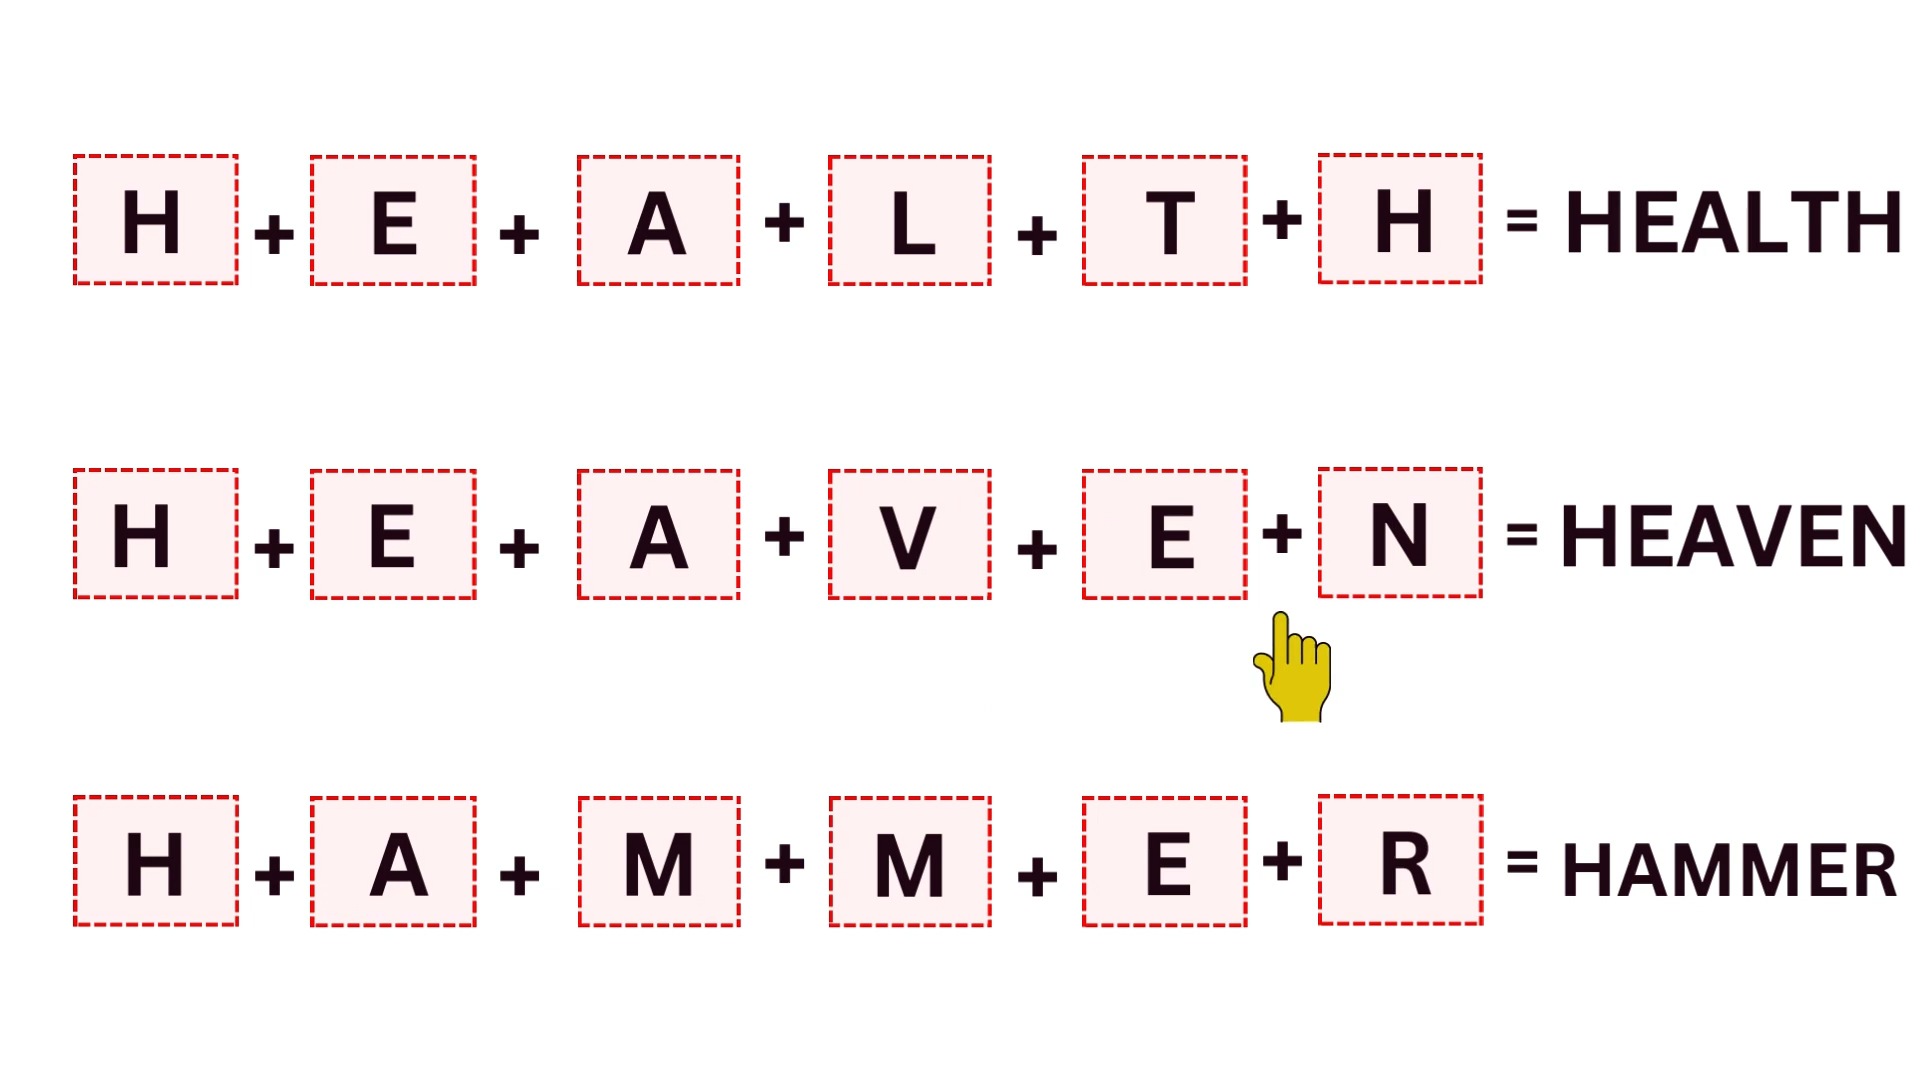 H + E + A + L + T + H = HEALTH
H + E + A + V + E + N = HEAVEN
H + A + M + M + E + R = HAMMER